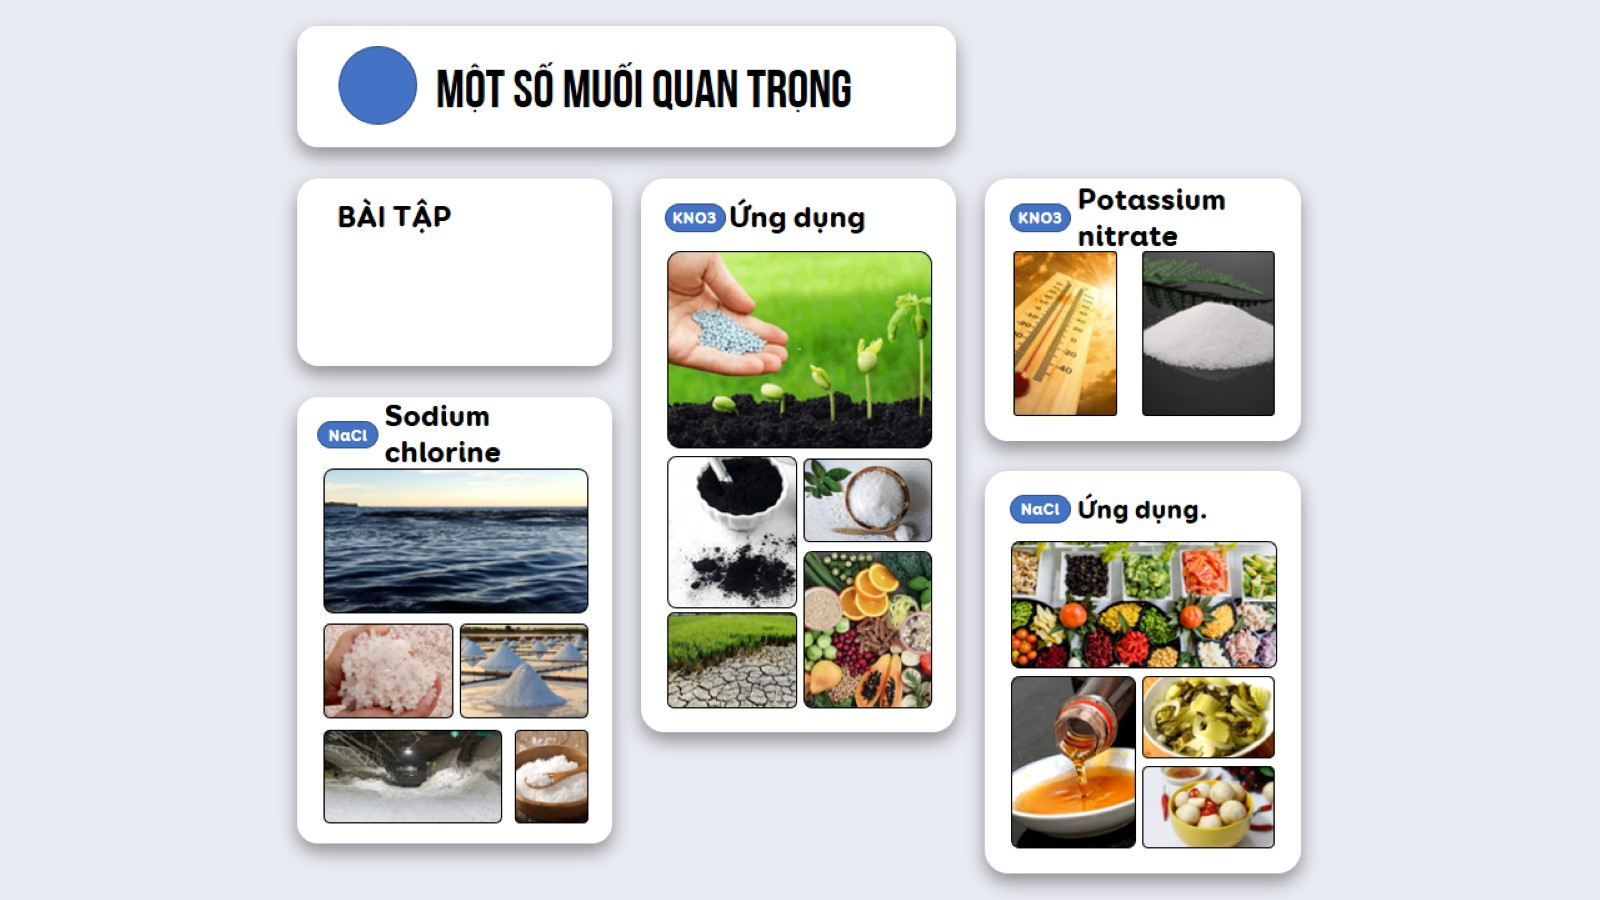 MỘT SỐ MUỐI QUAN TRỌNG
BÀI TẬP
NaCl
Sodium
chlorine
KNO3 Ứng dụng
KNO3
Potassium
nitrate
NaCl Ứng dụng.